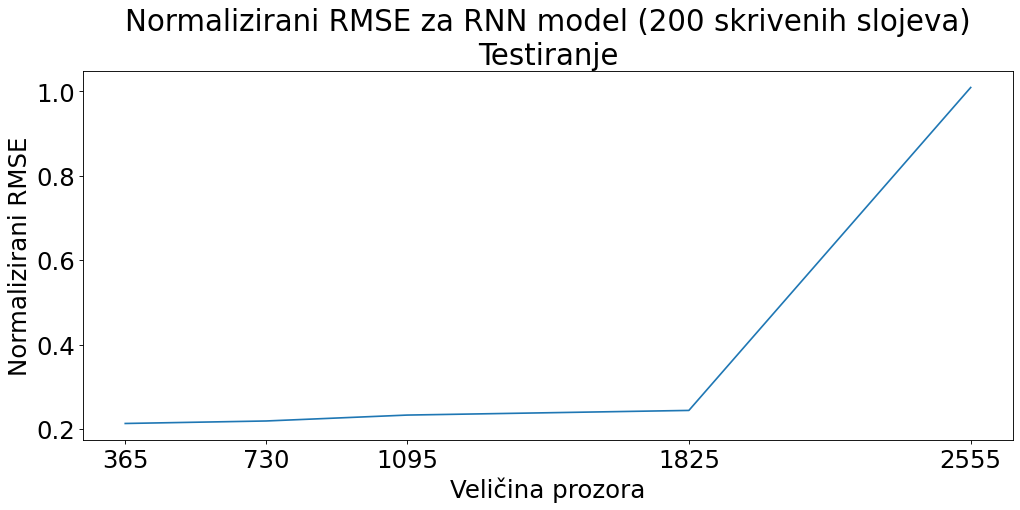 Normalizirani RMSE za RNN model (200 skrivenih slojeva)
Testiranje
Normalizirani RMSE
1.0
0.8
0.6
0.4
0.2
365 730 1095 1825 2555
Veličina prozora